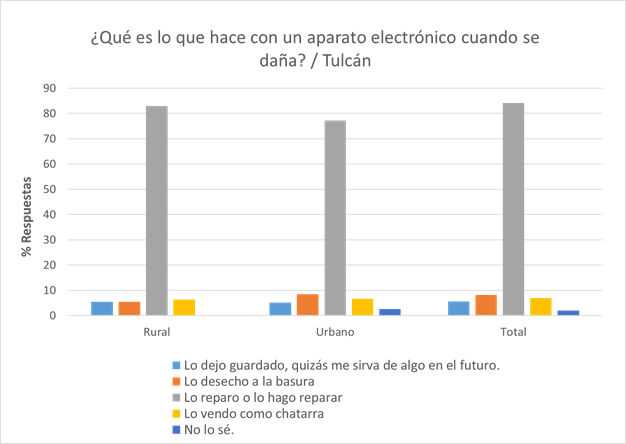 ¿Qué es lo que hace con un aparato electrónico cuando se
daña? / Tulcán
90
80
70
60
50
40
30
20
10
0
% Respuestas
Rural
Urbano
Total
Lo dejo guardado, quizás me sirva de algo en el futuro.
Lo desecho a la basura
Lo reparo o lo hago reparar
Lo vendo como chatarra
No lo sé.